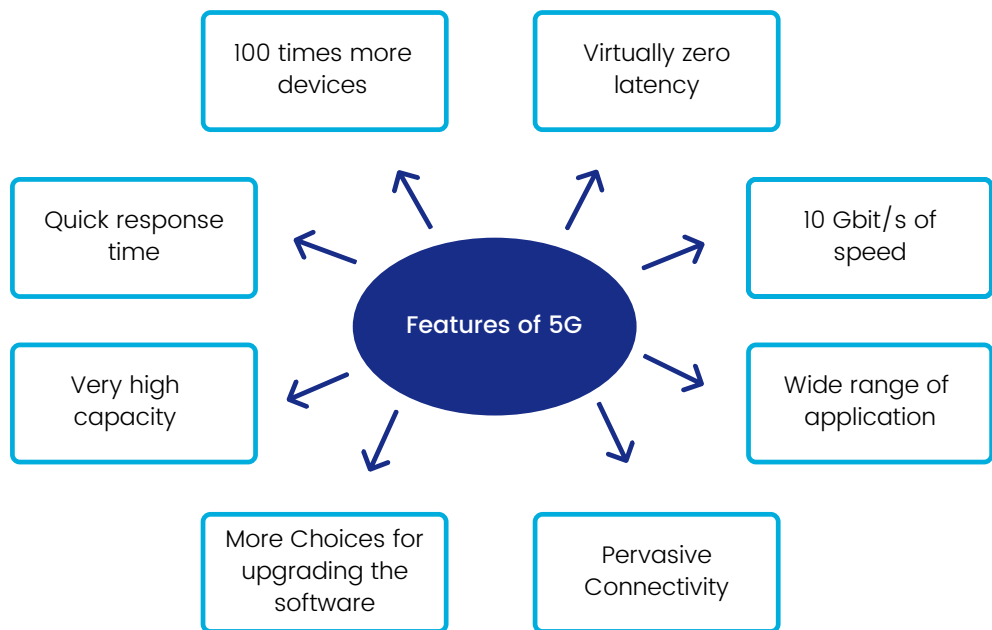 100 times more
devices
Virtually zero
latency
Quick response
time
10 Gbit/s of
speed
Features of 5G
Very high
capacity
Wide range of
application
More Choices for
upgrading the
software
Pervasive
Connectivity